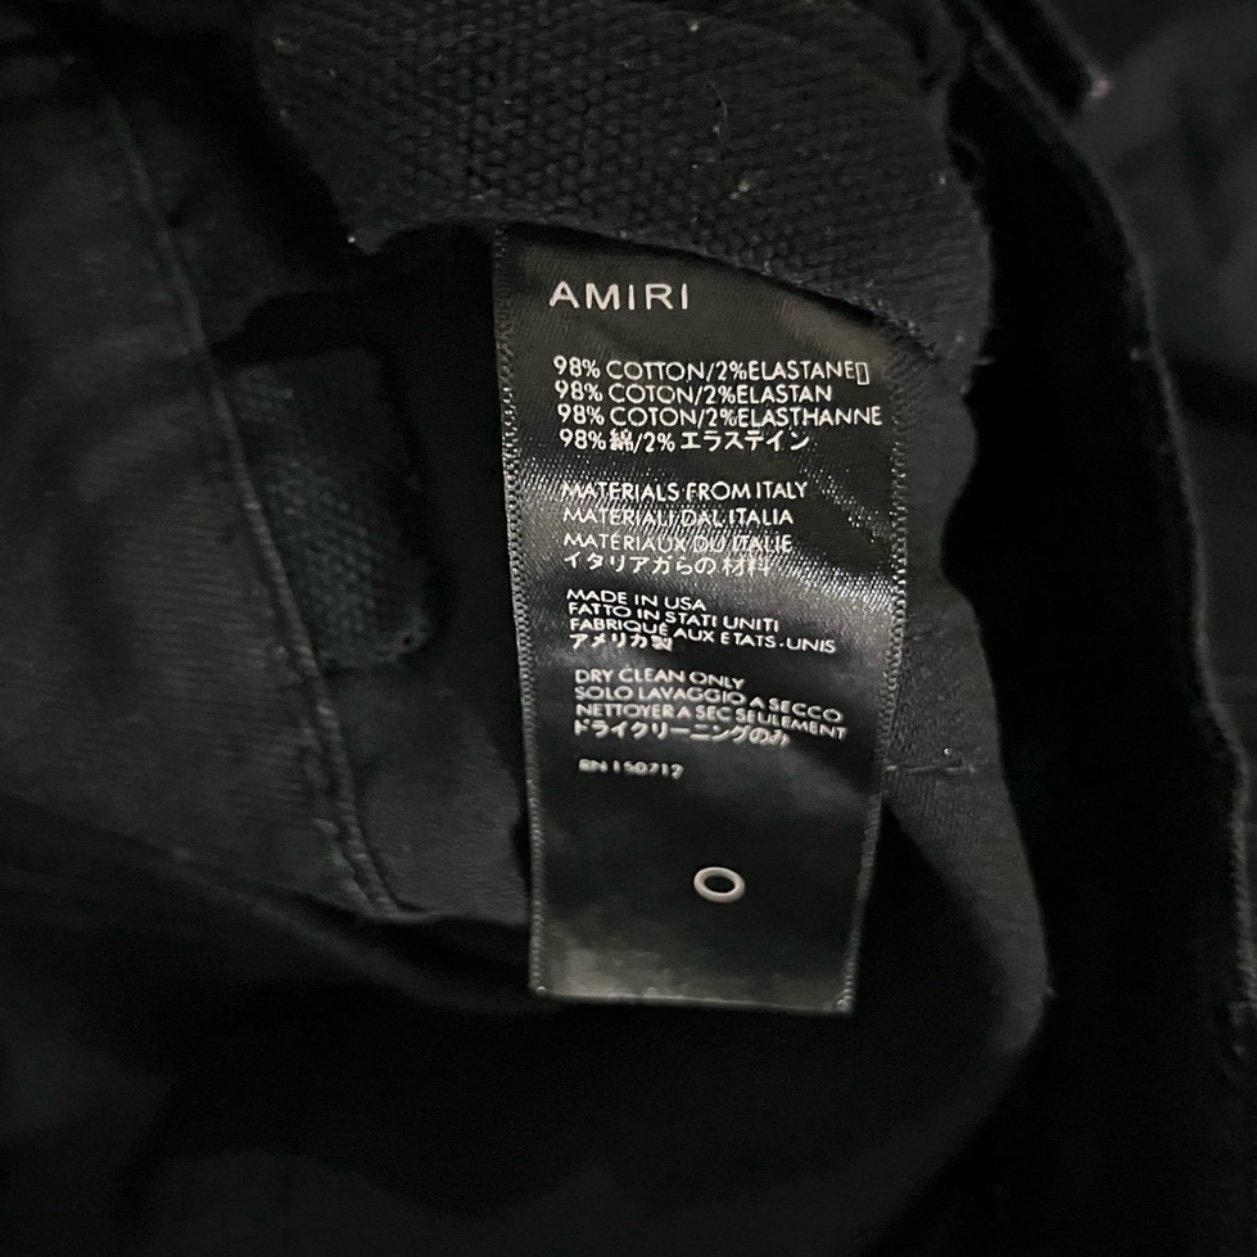 AMIRI
98% COTTON/2%ELASTANE▯
98% COTON/2%ELASTAN
98% COTON/2%ELASTHANNE
98% 綿/2% エラステイン
MATERIALS FROM ITALY
MATERIALI DAL ITALIA
MATERIAUX DU ITALIE
イタリアガらの材料
MADE IN USA
FATTO IN STATI UNITI
FABRIQUÉ AUX ETATS-UNIS
アメリカ製
DRY CLEAN ONLY
SOLO LAVAGGIO A SECCO
NETTOYER A SEC SEULEMENT
ドライクリーニングのみ
RN 150712